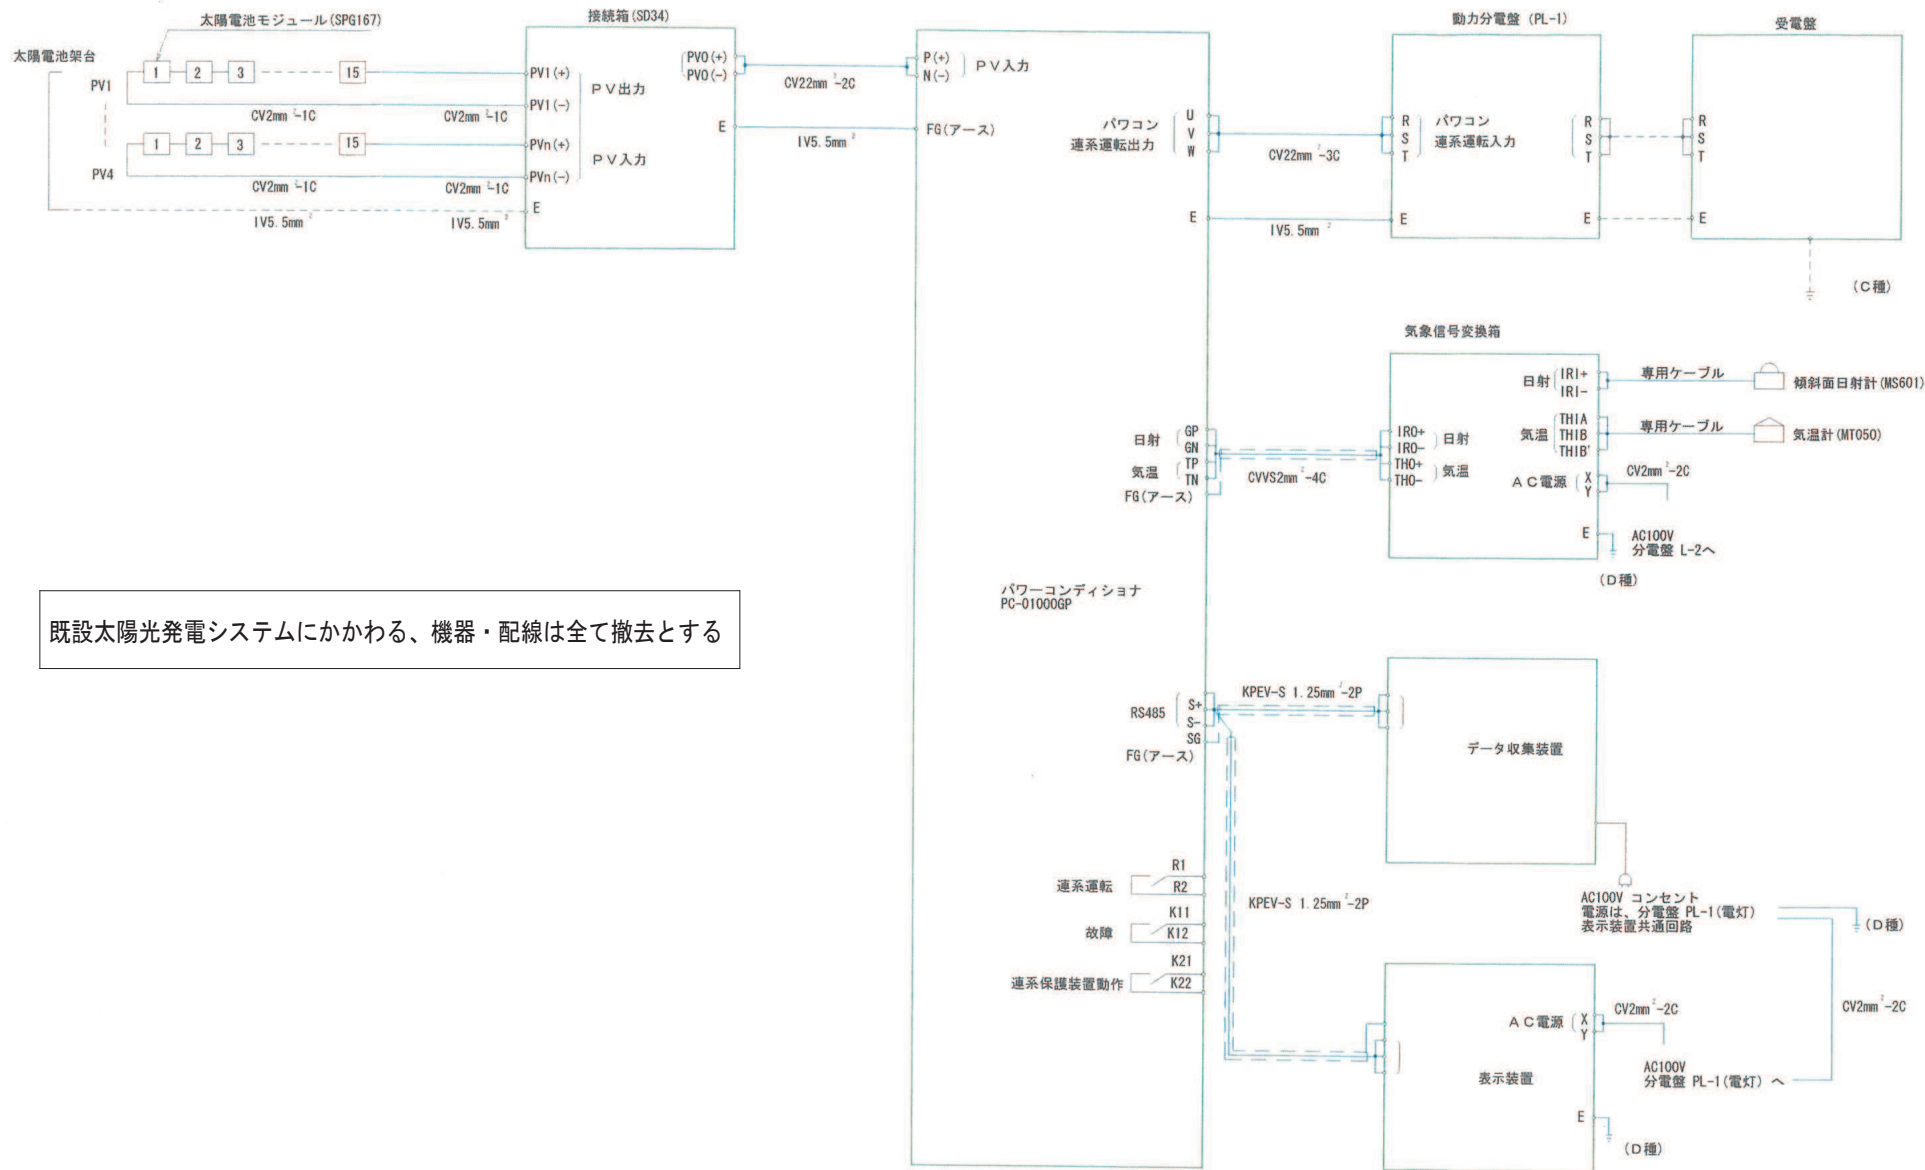 太陽電池モジュール(SPG167)
太陽電池架台
PV1
1 2 3 15
CV2mm²-1C CV2mm²-1C
1 2 3 15
PV4
CV2mm²-1C CV2mm²-1C
IV5.5mm² IV5.5mm²
接続箱(SD34)
PV1(+)
PV1(-)
PV出力
PVn(+)
PVn(-)
PV入力
E
PV0(+)
PV0(-)
E
CV22mm²-2C
IV5.5mm²
P(+)
N(-)
PV入力
FG(アース)
パワコン
連系運転出力
U
V
W
E
CV22mm²-3C
IV5.5mm²
動力分電盤 (PL-1)
R
S
T
パワコン
連系運転入力
R
S
T
E E
受電盤
R
S
T
E
(C種)
気象信号変換箱
日射
GP
GN
気温
TP
TN
FG(アース)
CVVS2mm²-4C
IRO+
IRO-
日射
THO+
THO-
気温
日射
IRI+
IRI-
専用ケーブル
傾斜面日射計(MS601)
気温
THIA
THIB
THIB'
専用ケーブル
気温計(MT050)
AC電源
X
Y
CV2mm²-2C
E
AC100V
分電盤 L-2へ
(D種)
パワーコンディショナ
PC-01000GP
既設太陽光発電システムにかかわる、機器・配線は全て撤去とする
RS485
S+
S-
SG
FG(アース)
KPEV-S 1.25mm²-2P
データ収集装置
AC100V コンセント
電源は、分電盤 PL-1(電灯)
表示装置共通回路
(D種)
連系運転
R1
R2
故障
K11
K12
連系保護装置動作
K21
K22
KPEV-S 1.25mm²-2P
AC電源
X
Y
CV2mm²-2C
CV2mm²-2C
AC100V
分電盤 PL-1(電灯) へ
表示装置
E
(D種)